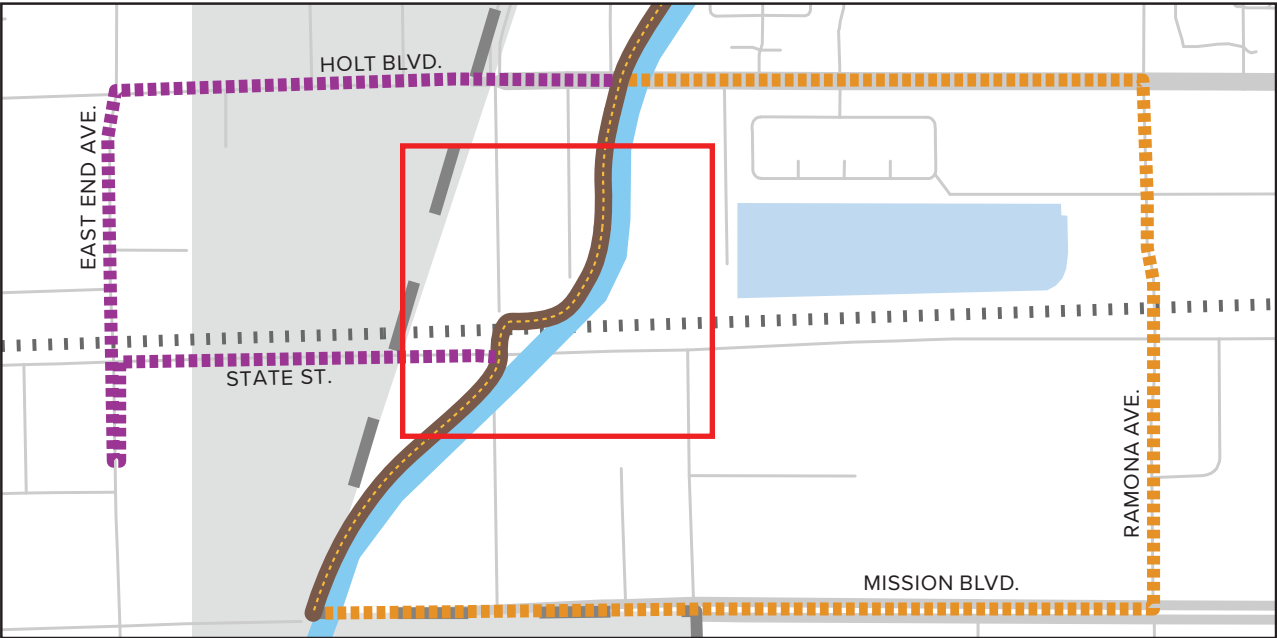 HOLT BLVD.
EAST END AVE.
STATE ST.
RAMONA AVE.
MISSION BLVD.